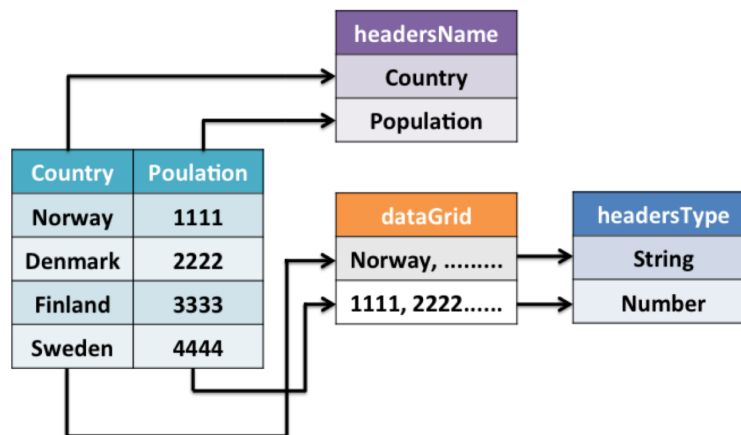 headersName
Country
Population
Country Poulation
Norway 1111
Denmark 2222
Finland 3333
Sweden 4444
dataGrid
Norway, .........
1111, 2222......
headersType
String
Number